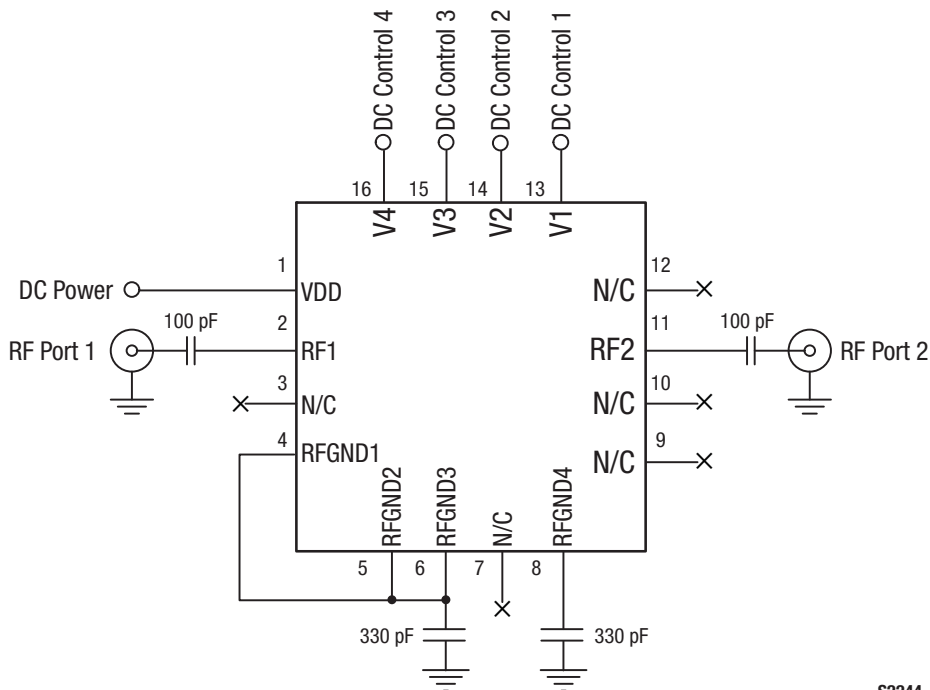 DC Control 4
DC Control 3
DC Control 2
DC Control 1
16
15
14
13
V4
V3
V2
V1
1
12
DC Power
VDD
N/C
100 pF
2
11
100 pF
RF Port 1
RF1
RF2
RF Port 2
3
10
N/C
N/C
4
9
RFGND1
N/C
RFGND2
RFGND3
N/C
RFGND4
5
6
7
8
330 pF
330 pF